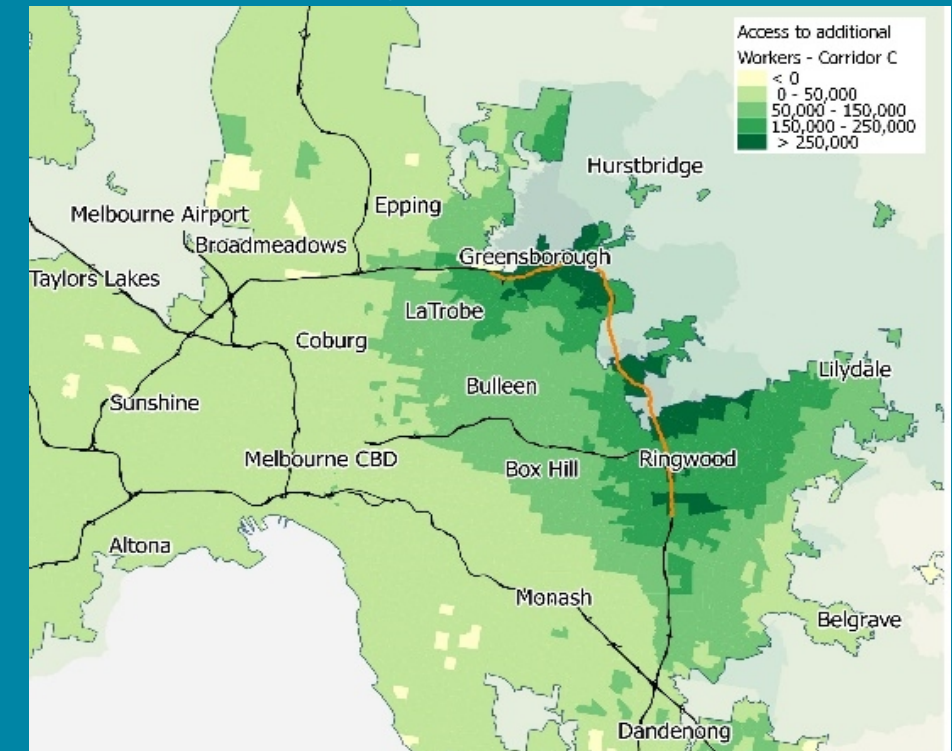 Access to additional
Workers - Corridor C
< 0
0 - 50,000
50,000 - 150,000
150,000 - 250,000
> 250,000
Hurstbridge
Melbourne Airport
Epping
Broadmeadows
Greensborough
Taylors Lakes
LaTrobe
Coburg
Lilydale
Bulleen
Sunshine
Melbourne CBD
Box Hill
Ringwood
Altona
Monash
Belgrave
Dandenong